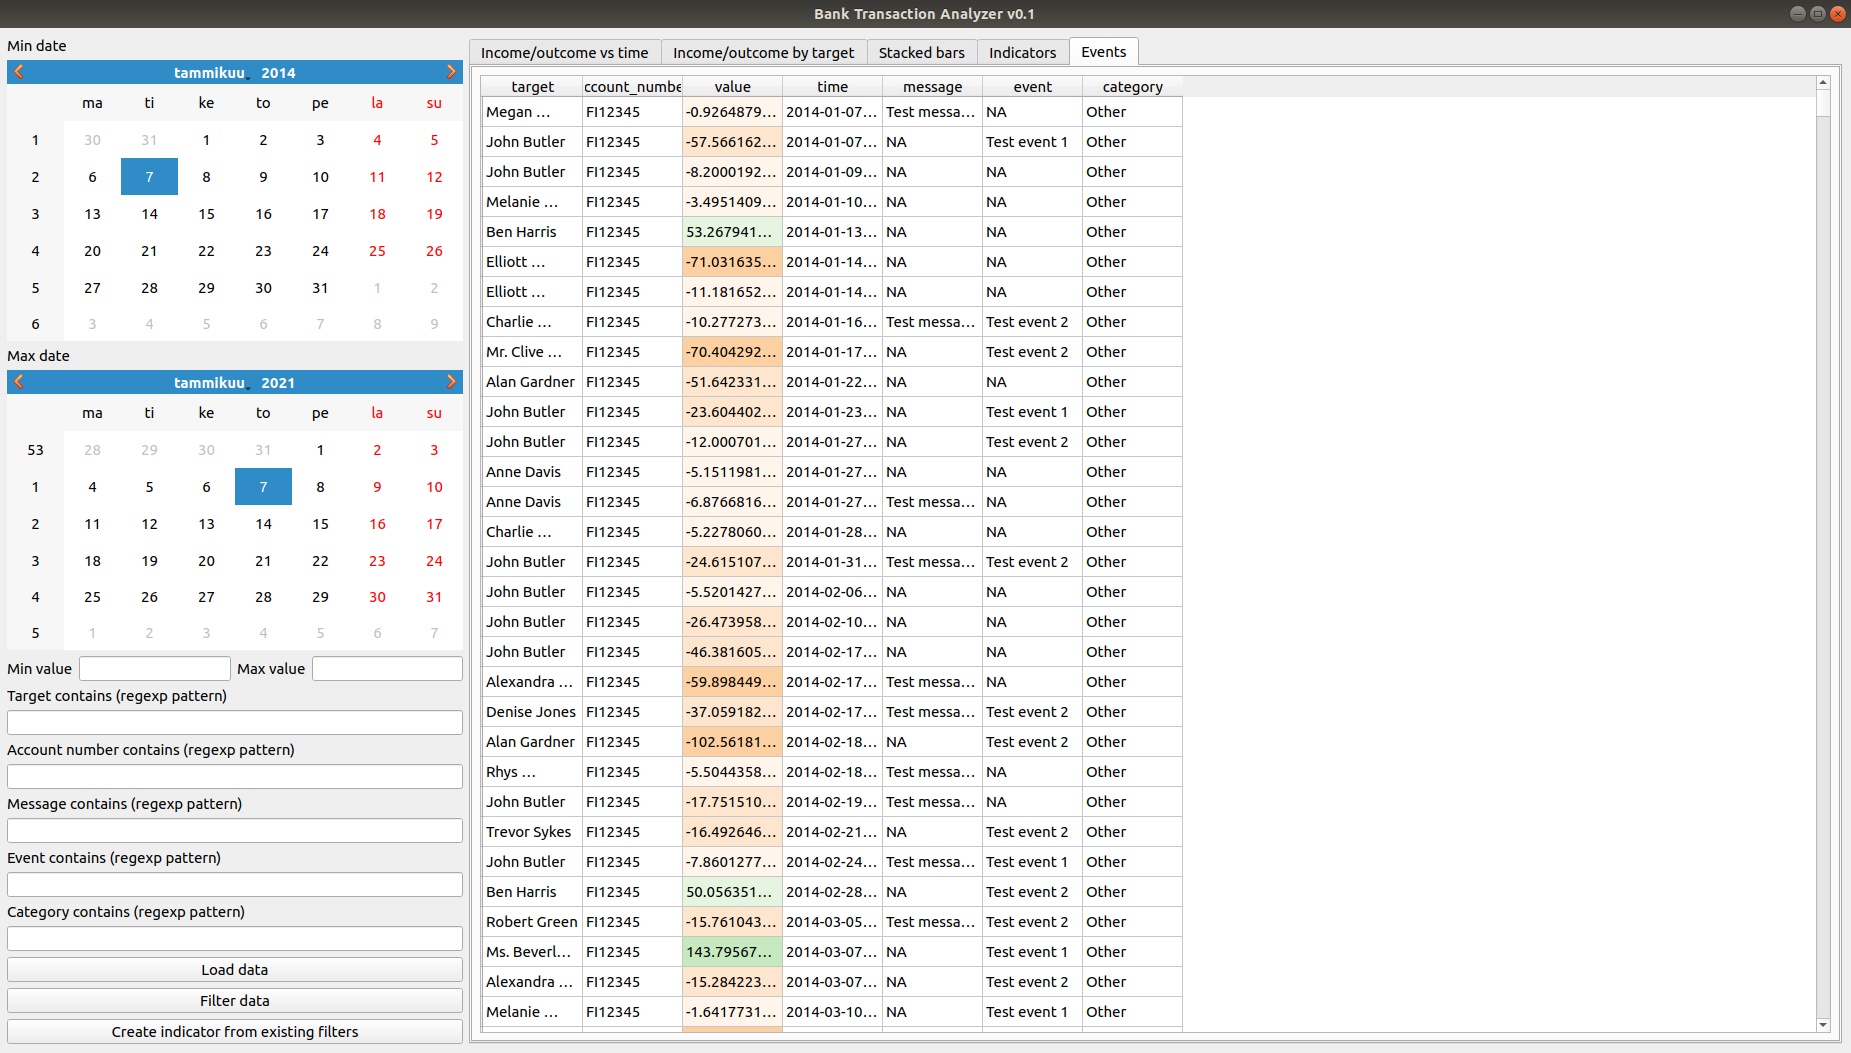 Bank Transaction Analyzer v0.1
Min date
tammikuu 2014
ma ti ke to pe la su
1 30 31 1 2 3 4 5
2 6 7 8 9 10 11 12
3 13 14 15 16 17 18 19
4 20 21 22 23 24 25 26
5 27 28 29 30 31 1 2
6 3 4 5 6 7 8 9
Max date
tammikuu 2021
ma ti ke to pe la su
53 28 29 30 31 1 2 3
1 4 5 6 7 8 9 10
2 11 12 13 14 15 16 17
3 18 19 20 21 22 23 24
4 25 26 27 28 29 30 31
5 1 2 3 4 5 6 7
Min value Max value
Target contains (regexp pattern)
Account number contains (regexp pattern)
Message contains (regexp pattern)
Event contains (regexp pattern)
Category contains (regexp pattern)
Load data
Filter data
Create indicator from existing filters
Income/outcome vs time Income/outcome by target Stacked bars Indicators Events
target ccount_numbe value time message event category
Megan ... FI12345 -0.9264879... 2014-01-07... Test messa... NA Other
John Butler FI12345 -57.566162... 2014-01-07... NA Test event 1 Other
John Butler FI12345 -8.2000192... 2014-01-09... NA NA Other
Melanie ... FI12345 -3.4951409... 2014-01-10... NA NA Other
Ben Harris FI12345 53.267941... 2014-01-13... NA NA Other
Elliott ... FI12345 -71.031635... 2014-01-14... NA NA Other
Elliott ... FI12345 -11.181652... 2014-01-14... NA NA Other
Charlie ... FI12345 -10.277273... 2014-01-16... Test messa... Test event 2 Other
Mr. Clive ... FI12345 -70.404292... 2014-01-17... NA Test event 2 Other
Alan Gardner FI12345 -51.642331... 2014-01-22... NA NA Other
John Butler FI12345 -23.604402... 2014-01-23... NA Test event 1 Other
John Butler FI12345 -12.000701... 2014-01-27... NA Test event 2 Other
Anne Davis FI12345 -5.1511981... 2014-01-27... NA NA Other
Anne Davis FI12345 -6.8766816... 2014-01-27... Test messa... NA Other
Charlie ... FI12345 -5.2278060... 2014-01-28... NA NA Other
John Butler FI12345 -24.615107... 2014-01-31... Test messa... Test event 2 Other
John Butler FI12345 -5.5201427... 2014-02-06... NA NA Other
John Butler FI12345 -26.473958... 2014-02-10... NA NA Other
John Butler FI12345 -46.381605... 2014-02-17... NA NA Other
Alexandra ... FI12345 -59.898449... 2014-02-17... Test messa... NA Other
Denise Jones FI12345 -37.059182... 2014-02-17... Test messa... Test event 2 Other
Alan Gardner FI12345 -102.56181... 2014-02-18... NA Test event 2 Other
Rhys ... FI12345 -5.5044358... 2014-02-18... Test messa... NA Other
John Butler FI12345 -17.751510... 2014-02-19... Test messa... NA Other
Trevor Sykes FI12345 -16.492646... 2014-02-21... NA Test event 2 Other
John Butler FI12345 -7.8601277... 2014-02-24... Test messa... Test event 1 Other
Ben Harris FI12345 50.056351... 2014-02-28... NA Test event 2 Other
Robert Green FI12345 -15.761043... 2014-03-05... Test messa... Test event 2 Other
Ms. Beverl... FI12345 143.79567... 2014-03-07... NA Test event 1 Other
Alexandra ... FI12345 -15.284223... 2014-03-07... NA Test event 2 Other
Melanie ... FI12345 -1.6417731... 2014-03-10... NA Test event 1 Other